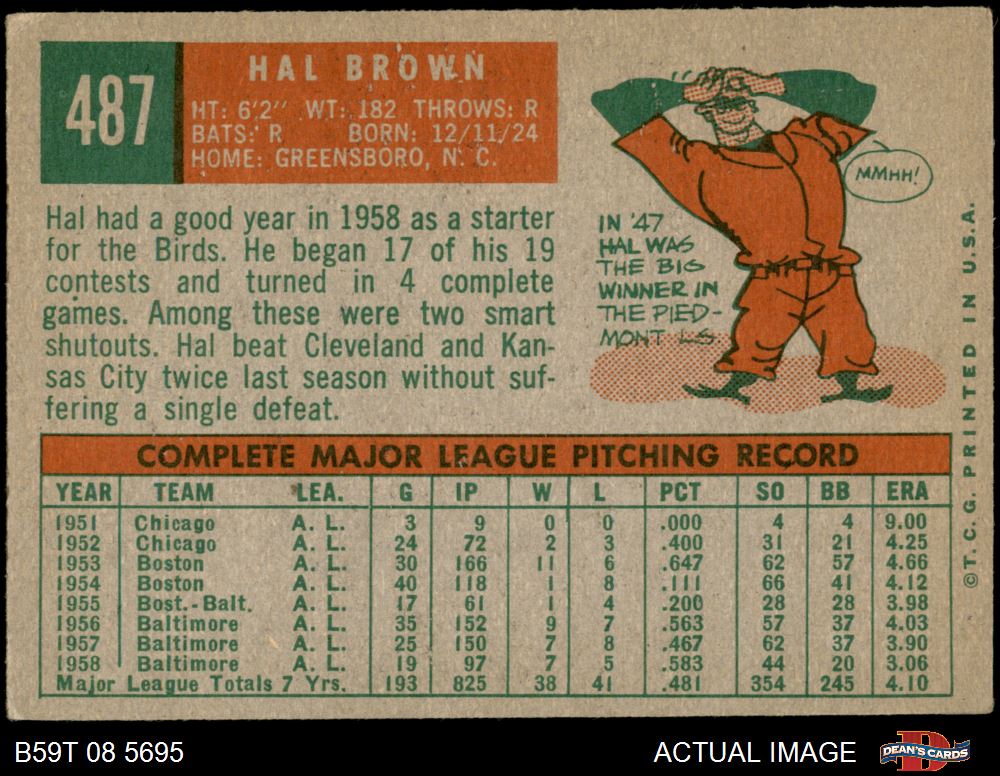 487
HAL BROWN
HT: 6'2" WT: 182 THROWS: R
BATS: R BORN: 12/11/24
HOME: GREENSBORO, N. C.
Hal had a good year in 1958 as a starter
for the Birds. He began 17 of his 19
contests and turned in 4 complete
games. Among these were two smart
shutouts. Hal beat Cleveland and Kan-
sas City twice last season without suf-
fering a single defeat.
MMHH!
IN '47
HAL WAS
THE BIG
WINNER IN
THE PIED-
MONT LS
© T. C. G. PRINTED IN U.S.A.
COMPLETE MAJOR LEAGUE PITCHING RECORD
YEAR TEAM LEA. G IP W L PCT SO BB ERA
1951 Chicago A. L. 3 9 0 0 .000 4 4 9.00
1952 Chicago A. L. 24 72 2 3 .400 31 21 4.25
1953 Boston A. L. 30 166 11 6 .647 62 57 4.66
1954 Boston A. L. 40 118 1 8 .111 66 41 4.12
1955 Bost.-Balt. A. L. 17 61 1 4 .200 28 28 3.98
1956 Baltimore A. L. 35 152 9 7 .563 57 37 4.03
1957 Baltimore A. L. 25 150 7 8 .467 62 37 3.90
1958 Baltimore A. L. 19 97 7 5 .583 44 20 3.06
Major League Totals 7 Yrs. 193 825 38 41 .481 354 245 4.10
B59T 08 5695
ACTUAL IMAGE
D
DEAN'S CARDS